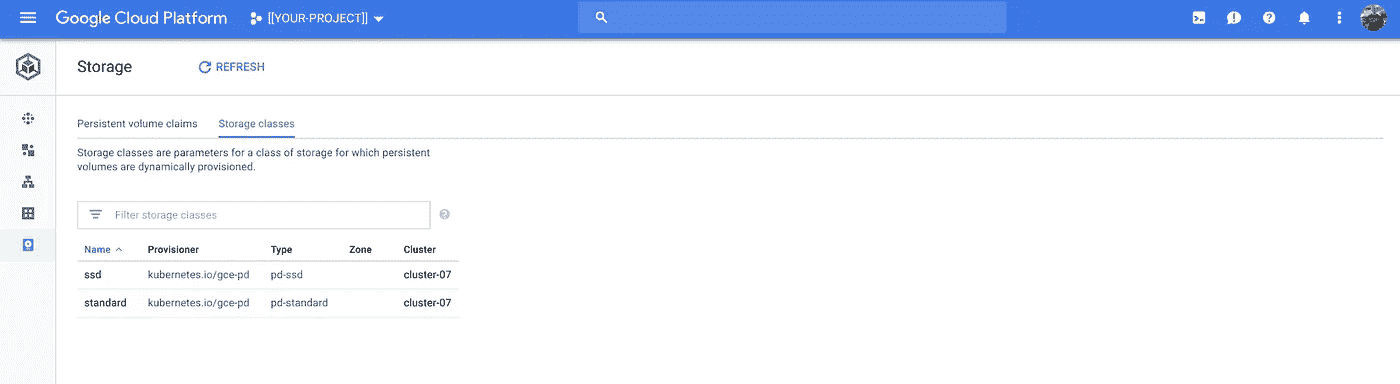 Google Cloud Platform [[YOUR-PROJECT]]
Storage REFRESH
Persistent volume claims Storage classes
Storage classes are parameters for a class of storage for which persistent
volumes are dynamically provisioned.
Filter storage classes
Name Provisioner Type Zone Cluster
ssd kubernetes.io/gce-pd pd-ssd cluster-07
standard kubernetes.io/gce-pd pd-standard cluster-07